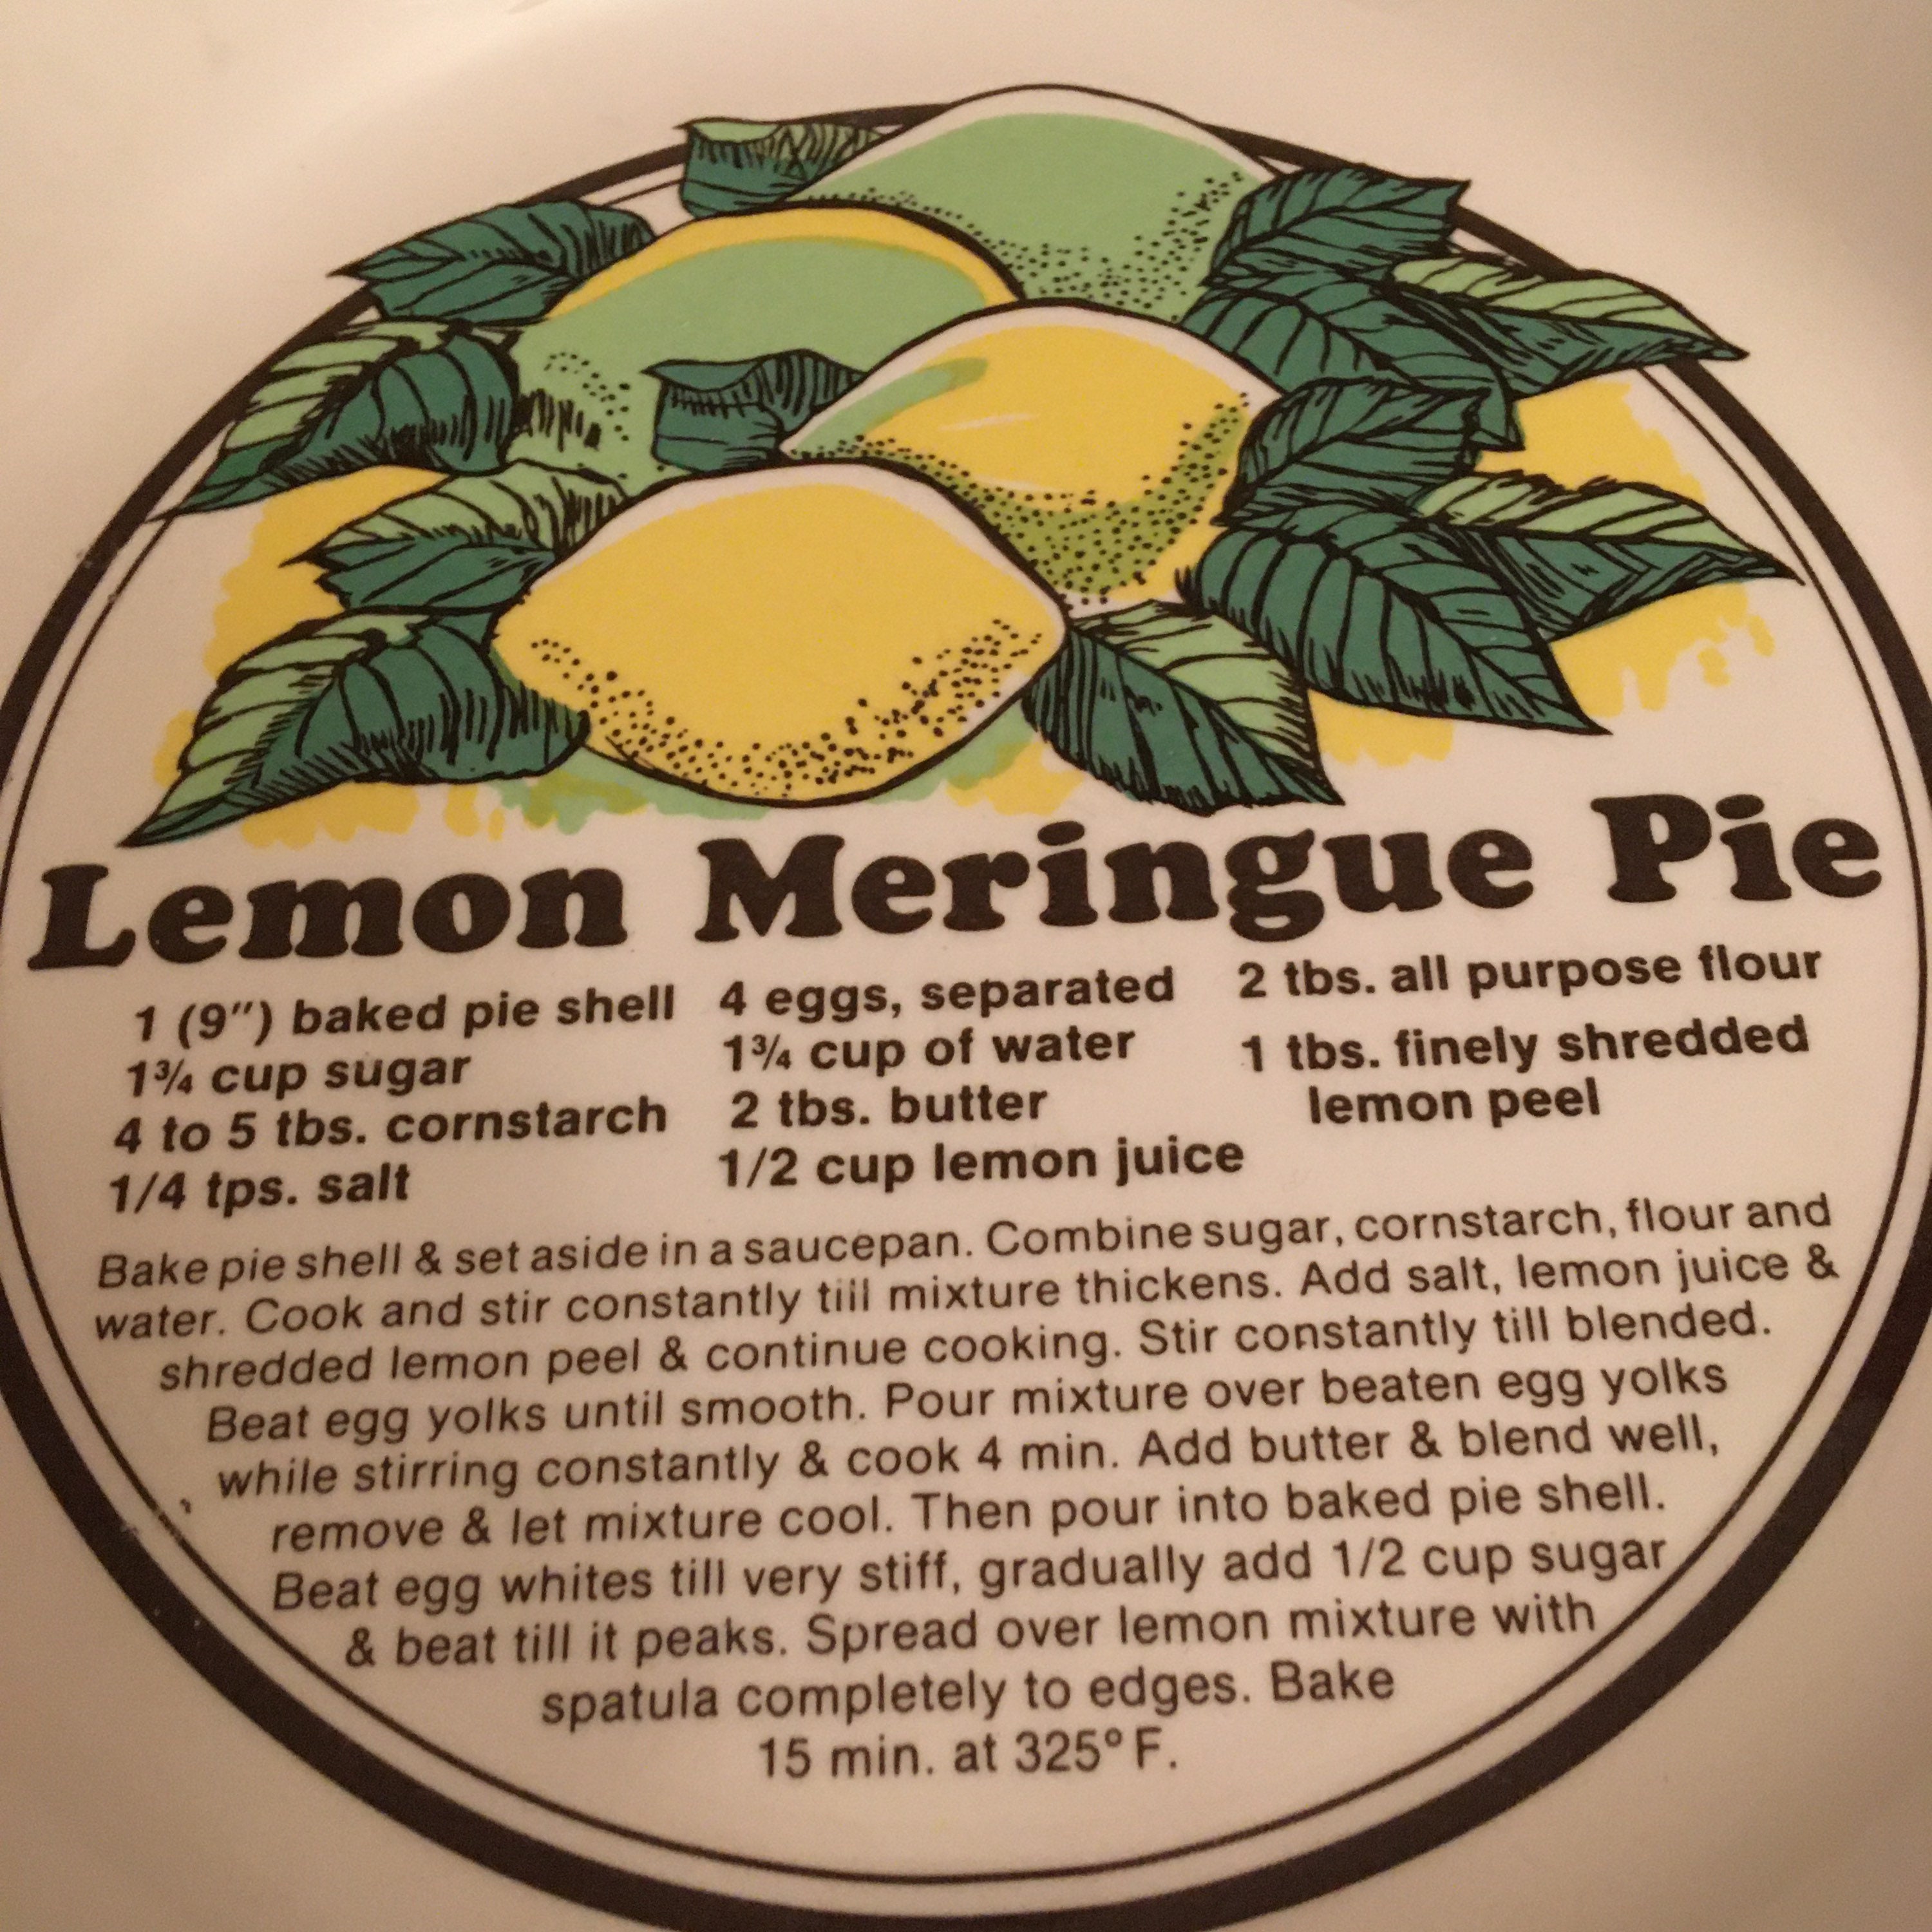 Lemon Meringue Pie
1 (9") baked pie shell
1¾ cup sugar
4 to 5 tbs. cornstarch
1/4 tps. salt
4 eggs, separated
1¾ cup of water
2 tbs. butter
1/2 cup lemon juice
2 tbs. all purpose flour
1 tbs. finely shredded
lemon peel
Bake pie shell & set aside in a saucepan. Combine sugar, cornstarch, flour and
water. Cook and stir constantly till mixture thickens. Add salt, lemon juice &
shredded lemon peel & continue cooking. Stir constantly till blended.
Beat egg yolks until smooth. Pour mixture over beaten egg yolks
while stirring constantly & cook 4 min. Add butter & blend well,
remove & let mixture cool. Then pour into baked pie shell.
Beat egg whites till very stiff, gradually add 1/2 cup sugar
& beat till it peaks. Spread over lemon mixture with
spatula completely to edges. Bake
15 min. at 325° F.